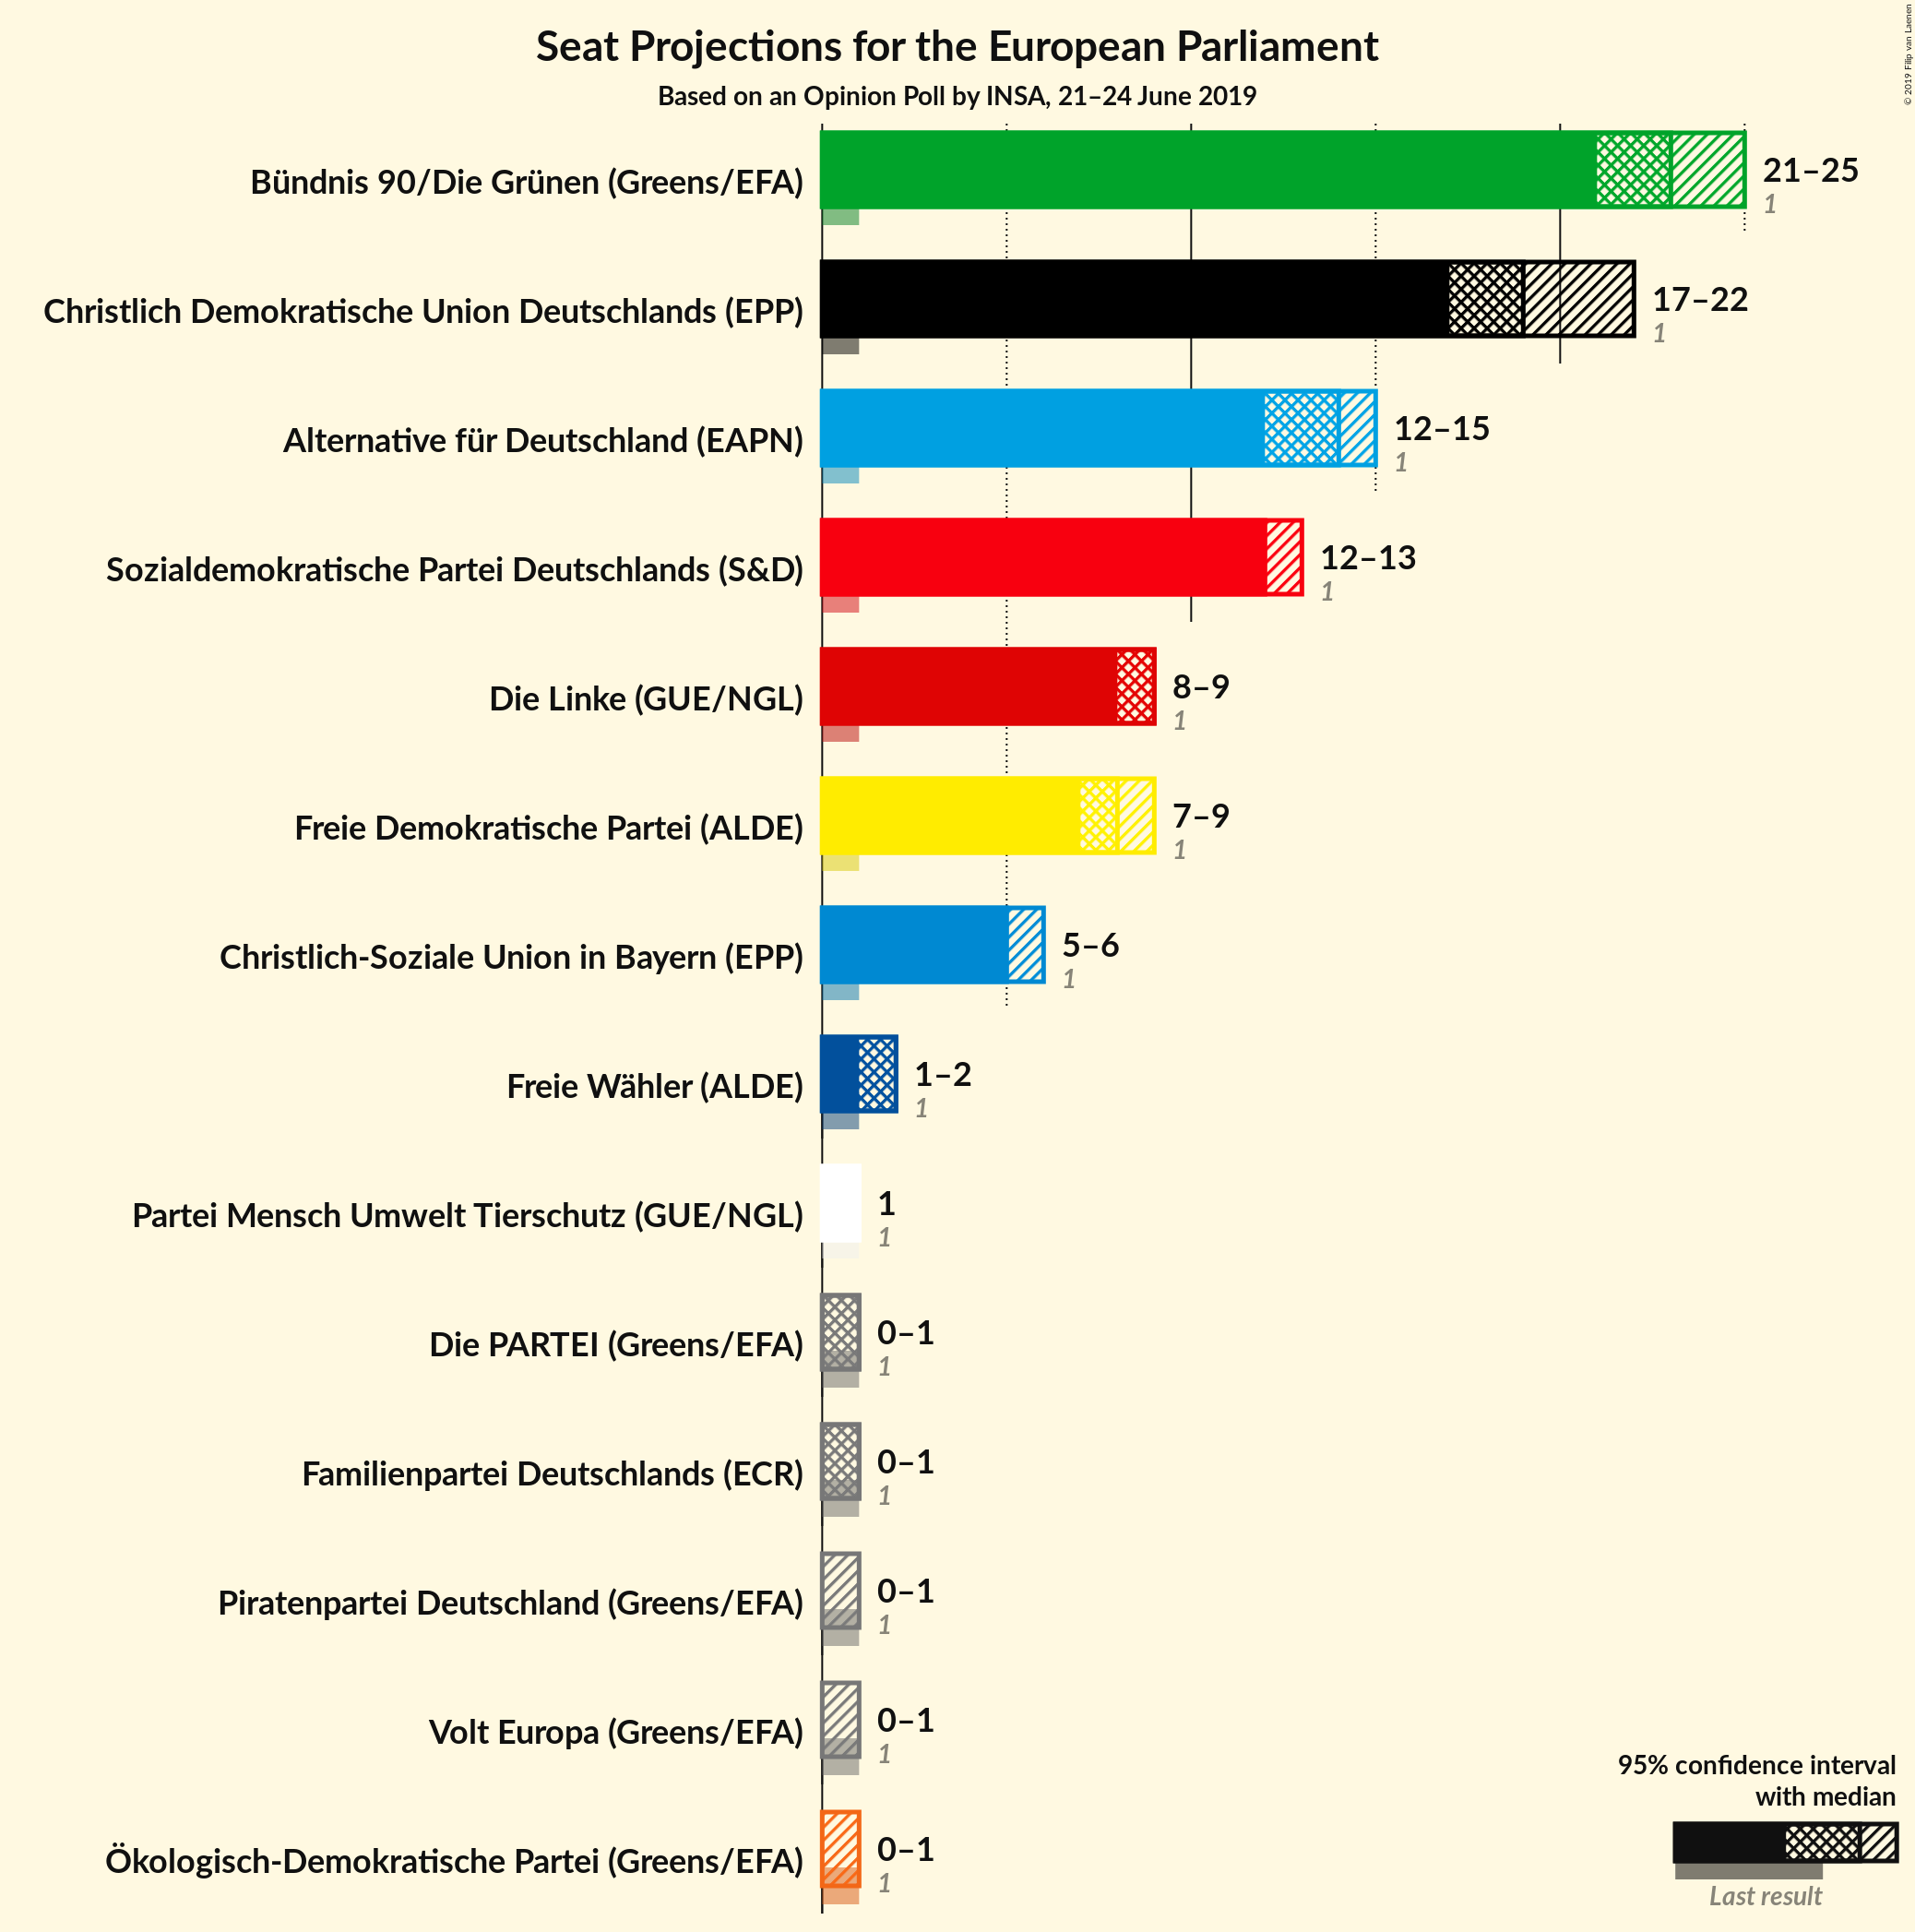 Seat Projections for the European Parliament
Based on an Opinion Poll by INSA, 21–24 June 2019
© 2019 Filip van Laenen
Bündnis 90/Die Grünen (Greens/EFA)
21–25
1
Christlich Demokratische Union Deutschlands (EPP)
17–22
1
Alternative für Deutschland (EAPN)
12–15
1
Sozialdemokratische Partei Deutschlands (S&D)
12–13
1
Die Linke (GUE/NGL)
8–9
1
Freie Demokratische Partei (ALDE)
7–9
1
Christlich-Soziale Union in Bayern (EPP)
5–6
1
Freie Wähler (ALDE)
1–2
1
Partei Mensch Umwelt Tierschutz (GUE/NGL)
1
1
Die PARTEI (Greens/EFA)
0–1
1
Familienpartei Deutschlands (ECR)
0–1
1
Piratenpartei Deutschland (Greens/EFA)
0–1
1
Volt Europa (Greens/EFA)
0–1
1
Ökologisch-Demokratische Partei (Greens/EFA)
0–1
1
95% confidence interval
with median
Last result